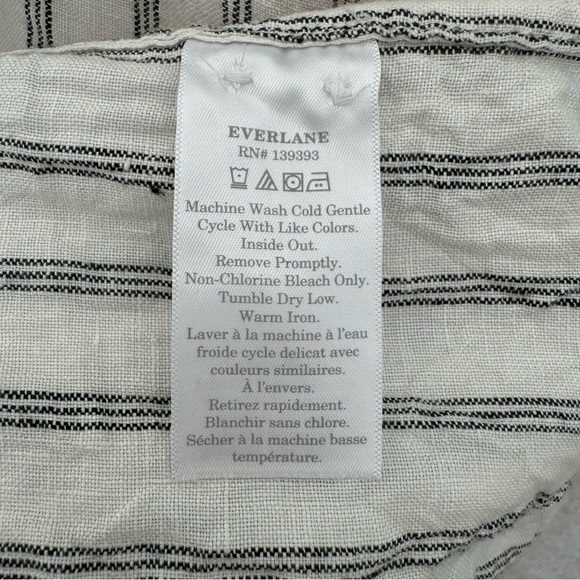 EVERLANE
RN# 139393
Machine Wash Cold Gentle
Cycle With Like Colors.
Inside Out.
Remove Promptly.
Non-Chlorine Bleach Only.
Tumble Dry Low.
Warm Iron.
Laver à la machine à l'eau
froide cycle delicat avec
couleurs similaires.
À l'envers.
Retirez rapidement.
Blanchir sans chlore.
Sécher à la machine basse
température.